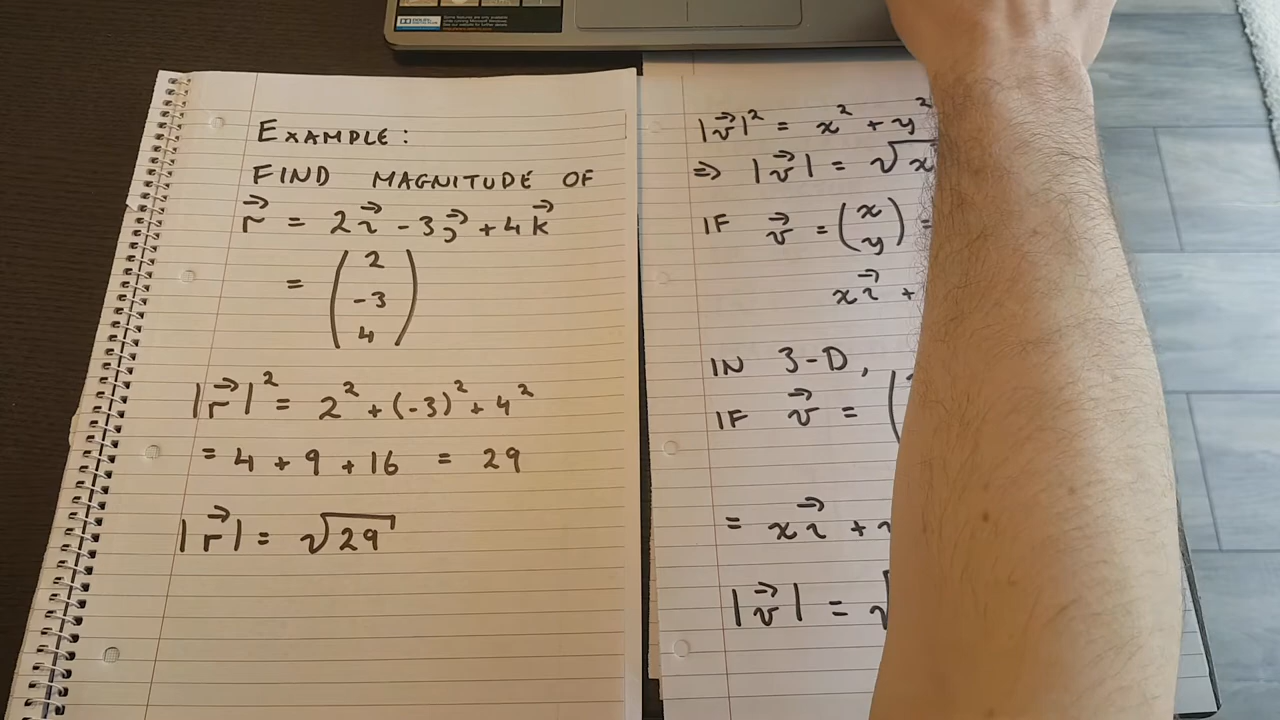 EXAMPLE:
FIND MAGNITUDE OF
r⃗ = 2i⃗ - 3j⃗ + 4k⃗
= (2
-3
4)
|r⃗|² = 2² + (-3)² + 4²
= 4 + 9 + 16 = 29
|r⃗| = √29
|v⃗|² = x² + y²
⇒ |v⃗| = √x
IF v⃗ = (x
y) =
xi⃗ +
IN 3-D,
IF v⃗ = (
= xi⃗ +
|v⃗| = √